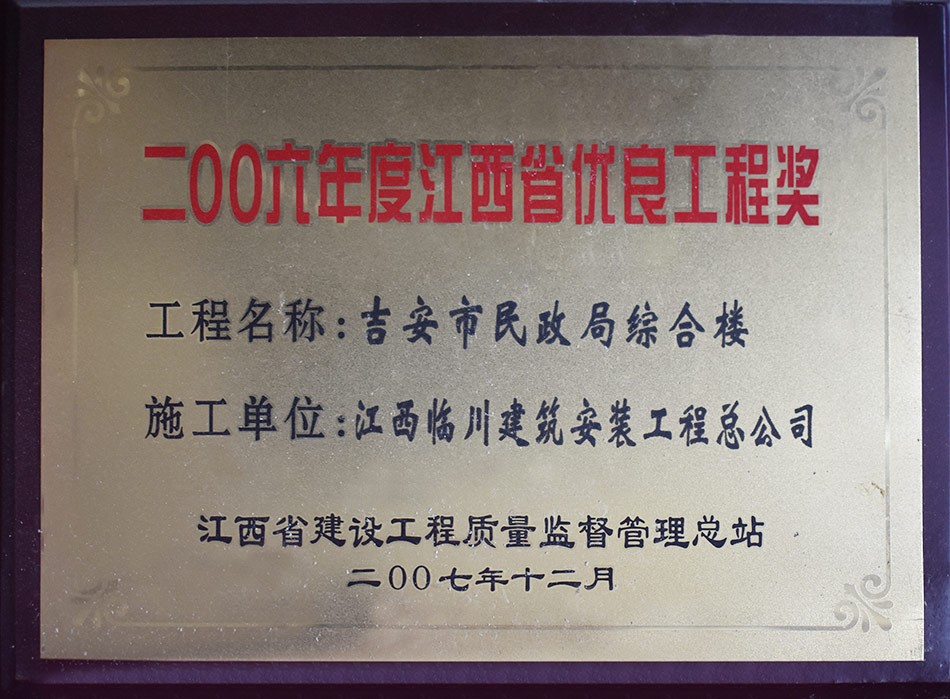 二00六年度江西省优良工程奖
工程名称:吉安市民政局综合楼
施工单位:江西临川建筑安装工程总公司
江西省建设工程质量监督管理总站
二00七年十二月